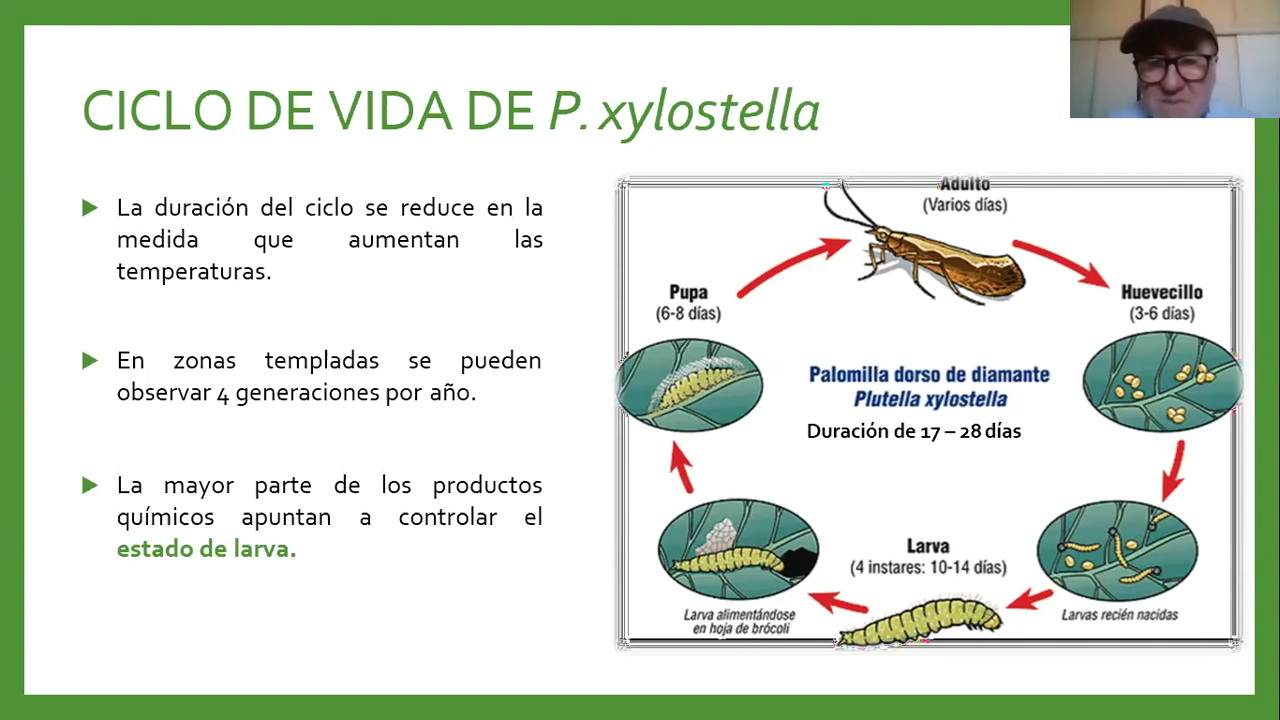 CICLO DE VIDA DE P. xylostella
La duración del ciclo se reduce en la
medida que aumentan las
temperaturas.
En zonas templadas se pueden
observar 4 generaciones por año.
La mayor parte de los productos
químicos apuntan a controlar el
estado de larva.
Adulto
(Varios días)
Huevecillo
(3-6 días)
Pupa
(6-8 días)
Palomilla dorso de diamante
Plutella xylostella
Duración de 17 – 28 días
Larva
(4 instares: 10-14 días)
Larvas recién nacidas
Larva alimentándose
en hoja de brócoli